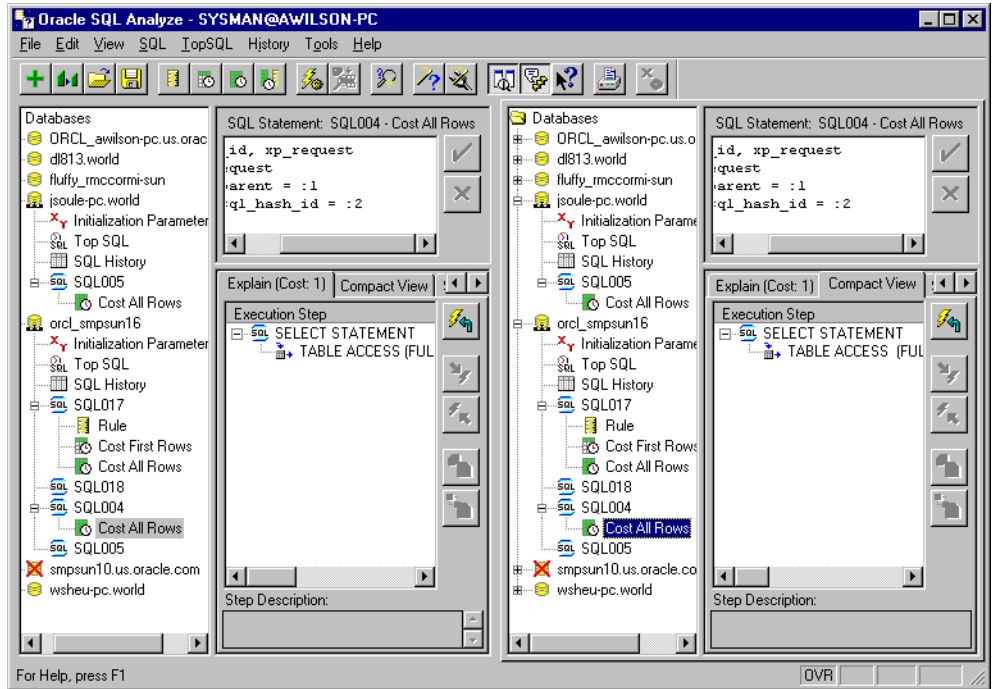 Oracle SQL Analyze - SYSMAN@AWILSON-PC
File Edit View SQL TopSQL History Tools Help
Databases
ORCL_awilson-pc.us.orac
dl813.world
fluffy_rmccormi-sun
jsoule-pc.world
Initialization Parameter
Top SQL
SQL History
SQL005
Cost All Rows
orcl_smpsun16
Initialization Parameter
Top SQL
SQL History
SQL017
Rule
Cost First Rows
Cost All Rows
SQL018
SQL004
Cost All Rows
SQL005
smpsun10.us.oracle.com
wsheu-pc.world
SQL Statement: SQL004 - Cost All Rows
_id, xp_request
quest
arent = :1
ql_hash_id = :2
Explain (Cost: 1) Compact View
Execution Step
SQL SELECT STATEMENT
TABLE ACCESS (FUL
Step Description:
Databases
ORCL_awilson-pc.us.o
dl813.world
fluffy_rmccormi-sun
jsoule-pc.world
Initialization Parame
Top SQL
SQL History
SQL005
Cost All Rows
orcl_smpsun16
Initialization Parame
Top SQL
SQL History
SQL017
Rule
Cost First Rows
Cost All Rows
SQL018
SQL004
Cost All Rows
SQL005
smpsun10.us.oracle.co
wsheu-pc.world
SQL Statement: SQL004 - Cost All Rows
_id, xp_request
quest
arent = :1
ql_hash_id = :2
Explain (Cost: 1) Compact View
Execution Step
SQL SELECT STATEMENT
TABLE ACCESS (FUL
Step Description:
For Help, press F1
OVR